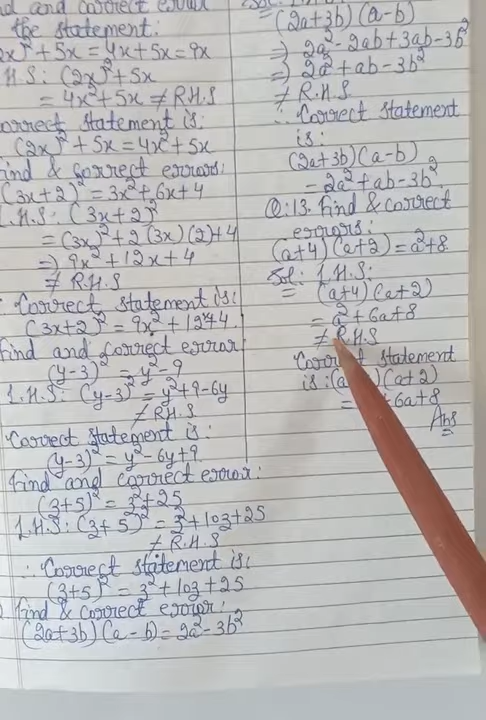 nd and correct error
the statement:
2x)² + 5x = 4x + 5x = 9x
.H.S: (2x)² + 5x
= 4x² + 5x ≠ R.H.S
correct statement is:
(2x)² + 5x = 4x² + 5x
find & correct errors:
(3x+2)² = 3x² + 6x + 4
L.H.S: (3x+2)²
= (3x)² + 2(3x)(2) + 4
⇒ 9x² + 12x + 4
≠ R.H.S
Correct statement is:
(3x+2)² = 9x² + 12x+4.
find and correct error
(y-3)² = y² - 9
L.H.S: (y-3)² = y² + 9 - 6y
≠ R.H.S
Correct statement is:
(y-3)² = y² - 6y + 9.
find and correct error:
(z+5)² = z² + 25
L.H.S: (z+5)² = z² + 10z + 25
≠ R.H.S
∴ Correct statement is:
(z+5)² = z² + 10z + 25
find & correct error:
(2a+3b)(a-b) = 2a² - 3b²
= (2a+3b)(a-b)
⇒ 2a² - 2ab + 3ab - 3b²
⇒ 2a² + ab - 3b²
≠ R.H.S.
∴ Correct statement
is:
(2a+3b)(a-b)
= 2a² + ab - 3b².
Q:13. find & correct
errors:
(a+4)(a+2) = a² + 8
Sol: L.H.S:
(a+4)(a+2)
= a² + 6a + 8
≠ R.H.S
Correct statement
is: (a )(a+2)
= +6a+8
Ans